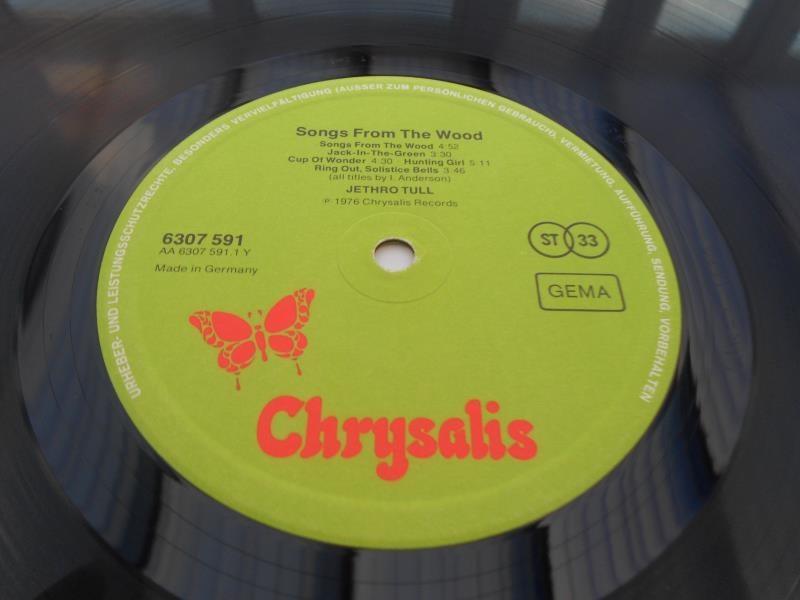 URHEBER- UND LEISTUNGSSCHUTZRECHTE, BESONDERS VERVIELFÄLTIGUNG (AUSSER ZUM PERSÖNLICHEN GEBRAUCH), VERMIETUNG, AUFFÜHRUNG, SENDUNG, VORBEHALTEN
Songs From The Wood
Songs From The Wood 4:52
Jack-In-The-Green 3:30
Cup Of Wonder 4:30 Hunting Girl 5:11
Ring Out, Solistice Bells 3:46
(all titles by I. Anderson)
JETHRO TULL
℗ 1976 Chrysalis Records
6307 591
AA 6307 591.1 Y
Made in Germany
ST 33
GEMA
Chrysalis